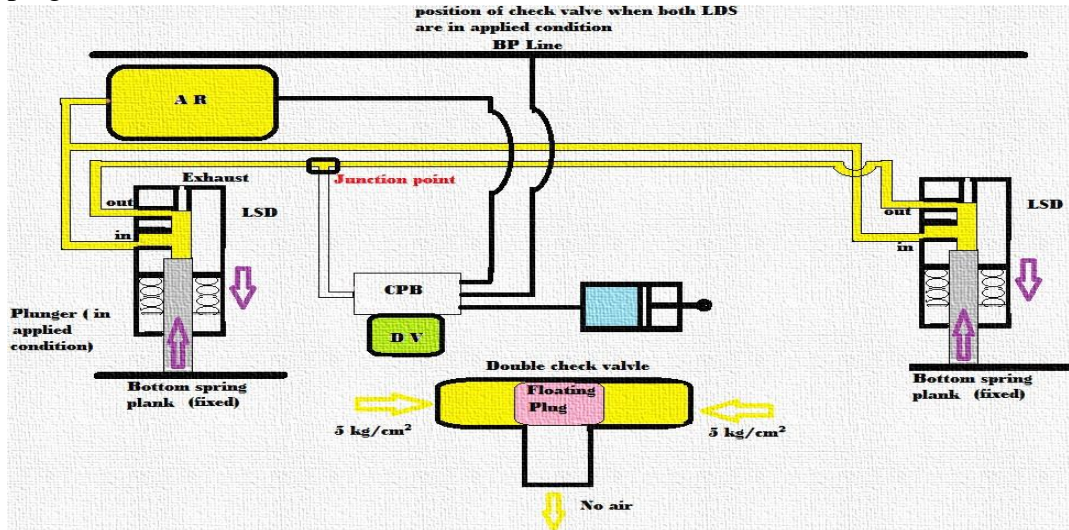 position of check valve when both LDS
are in applied condition
BP Line
A R
Exhaust
Junction point
out
LSD
in
out
LSD
in
CPB
D V
Plunger ( in
applied
condition)
Bottom spring
plank (fixed)
Bottom spring
plank (fixed)
Double check valvle
Floating
Plug
5 kg/cm²
5 kg/cm²
No air